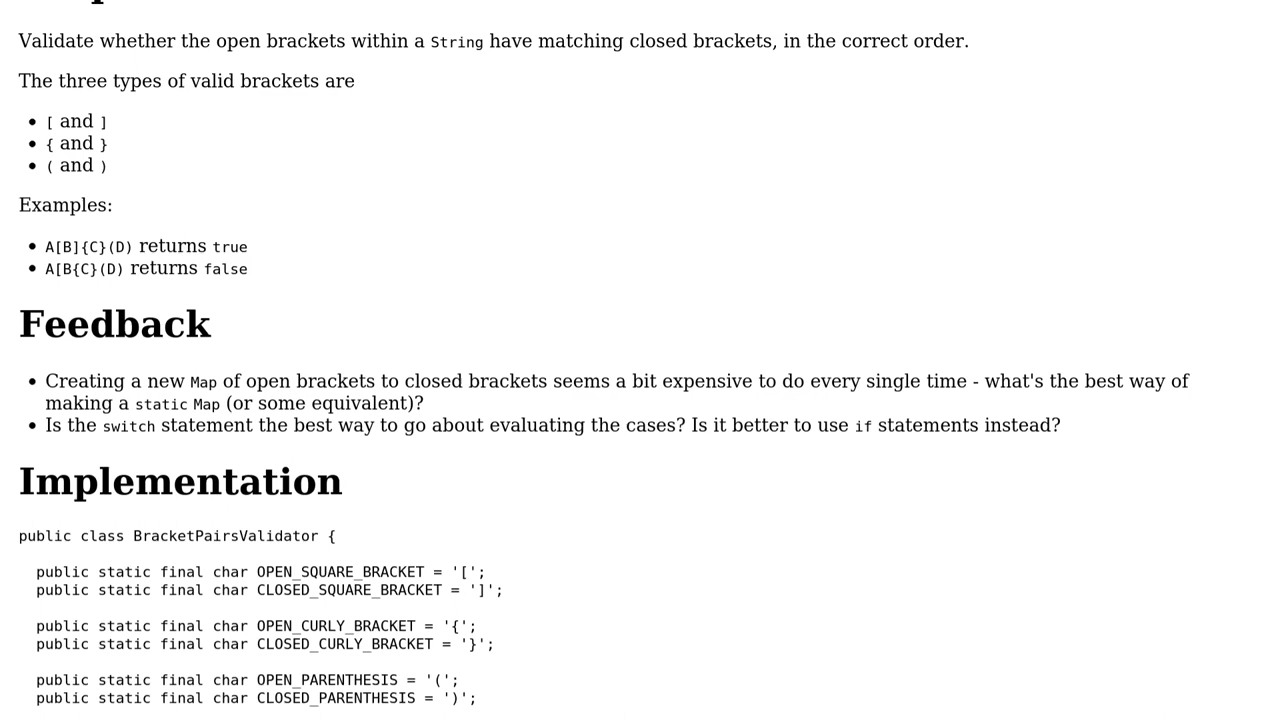 Validate whether the open brackets within a String have matching closed brackets, in the correct order.
The three types of valid brackets are
• [ and ]
• { and }
• ( and )
Examples:
• A[B]{C}(D) returns true
• A[B{C}(D) returns false
Feedback
• Creating a new Map of open brackets to closed brackets seems a bit expensive to do every single time - what's the best way of
making a static Map (or some equivalent)?
• Is the switch statement the best way to go about evaluating the cases? Is it better to use if statements instead?
Implementation
public class BracketPairsValidator {
  public static final char OPEN_SQUARE_BRACKET = '[';
  public static final char CLOSED_SQUARE_BRACKET = ']';
  public static final char OPEN_CURLY_BRACKET = '{';
  public static final char CLOSED_CURLY_BRACKET = '}';
  public static final char OPEN_PARENTHESIS = '(';
  public static final char CLOSED_PARENTHESIS = ')';